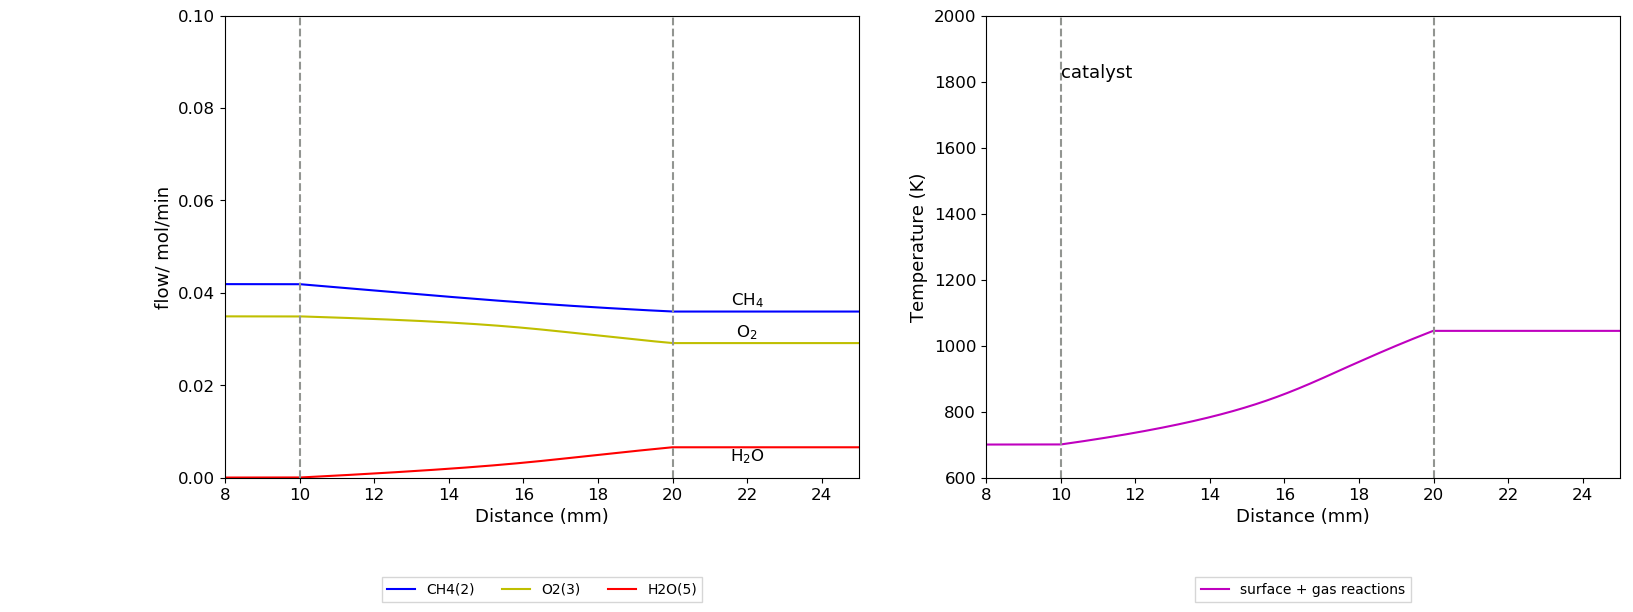 0.10
0.08
0.06
0.04
0.02
0.00
flow/ mol/min
CH₄
O₂
H₂O
8 10 12 14 16 18 20 22 24
Distance (mm)
CH4(2) O2(3) H2O(5)
2000
1800
1600
1400
1200
1000
800
600
Temperature (K)
catalyst
8 10 12 14 16 18 20 22 24
Distance (mm)
surface + gas reactions